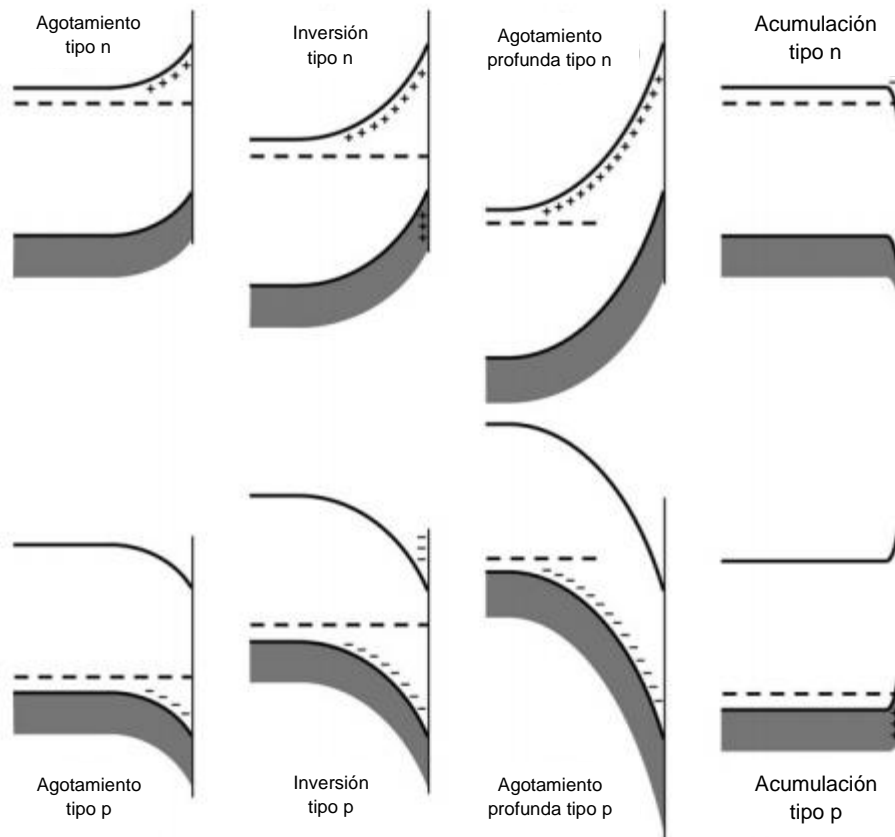 Agotamiento
tipo n
Inversión
tipo n
Agotamiento
profunda tipo n
Acumulación
tipo n
Agotamiento
tipo p
Inversión
tipo p
Agotamiento
profunda tipo p
Acumulación
tipo p